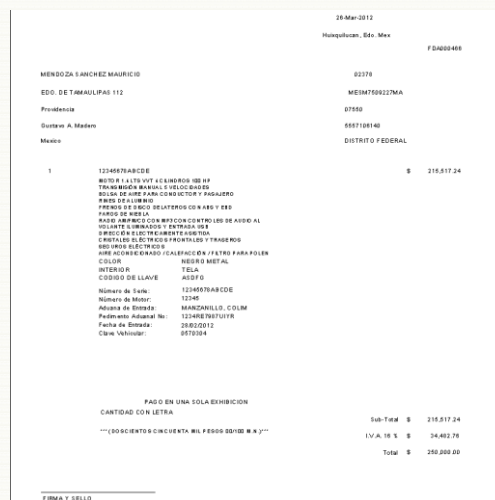 26-Mar-2012
Huixquilucan, Edo. Mex
FDA000466
MENDOZA SANCHEZ MAURICIO 02378
EDO. DE TAMAULIPAS 112 MESM7509227MA
Providencia 07550
Gustavo A. Madero 5557106140
Mexico DISTRITO FEDERAL
1 12345678ABCDE $ 215,517.24
MOTOR 1.4 LTS VVT 4 CILINDROS 100 HP
TRANSMISIÓN MANUAL 5 VELOCIDADES
BOLSA DE AIRE PARA CONDUCTOR Y PASAJERO
RINES DE ALUMINIO
FRENOS DE DISCO DELATEROS CON ABS Y EBD
FAROS DE NIEBLA
RADIO AM/FM/CD CON MP3 CON CONTROLES DE AUDIO AL
VOLANTE ILUMINADOS Y ENTRADA USB
DIRECCIÓN ELECTRICAMENTE ASISTIDA
CRISTALES ELÉCTRICOS FRONTALES Y TRASEROS
SEGUROS ELÉCTRICOS
AIRE ACONDICIONADO / CALEFACCIÓN / FILTRO PARA POLEN
COLOR NEGRO METAL
INTERIOR TELA
CODIGO DE LLAVE ASDFG
Número de Serie: 12345678ABCDE
Número de Motor: 12345
Aduana de Entrada: MANZANILLO, COLIM
Pedimento Aduanal No: 1234RE7987UIYR
Fecha de Entrada: 28/02/2012
Clave Vehicular: 0570304
PAGO EN UNA SOLA EXHIBICION
CANTIDAD CON LETRA
Sub-Total $ 215,517.24
***(DOSCIENTOS CINCUENTA MIL PESOS 00/100 M.N.)***
I.V.A. 16 % $ 34,482.76
Total $ 250,000.00
FIRMA Y SELLO